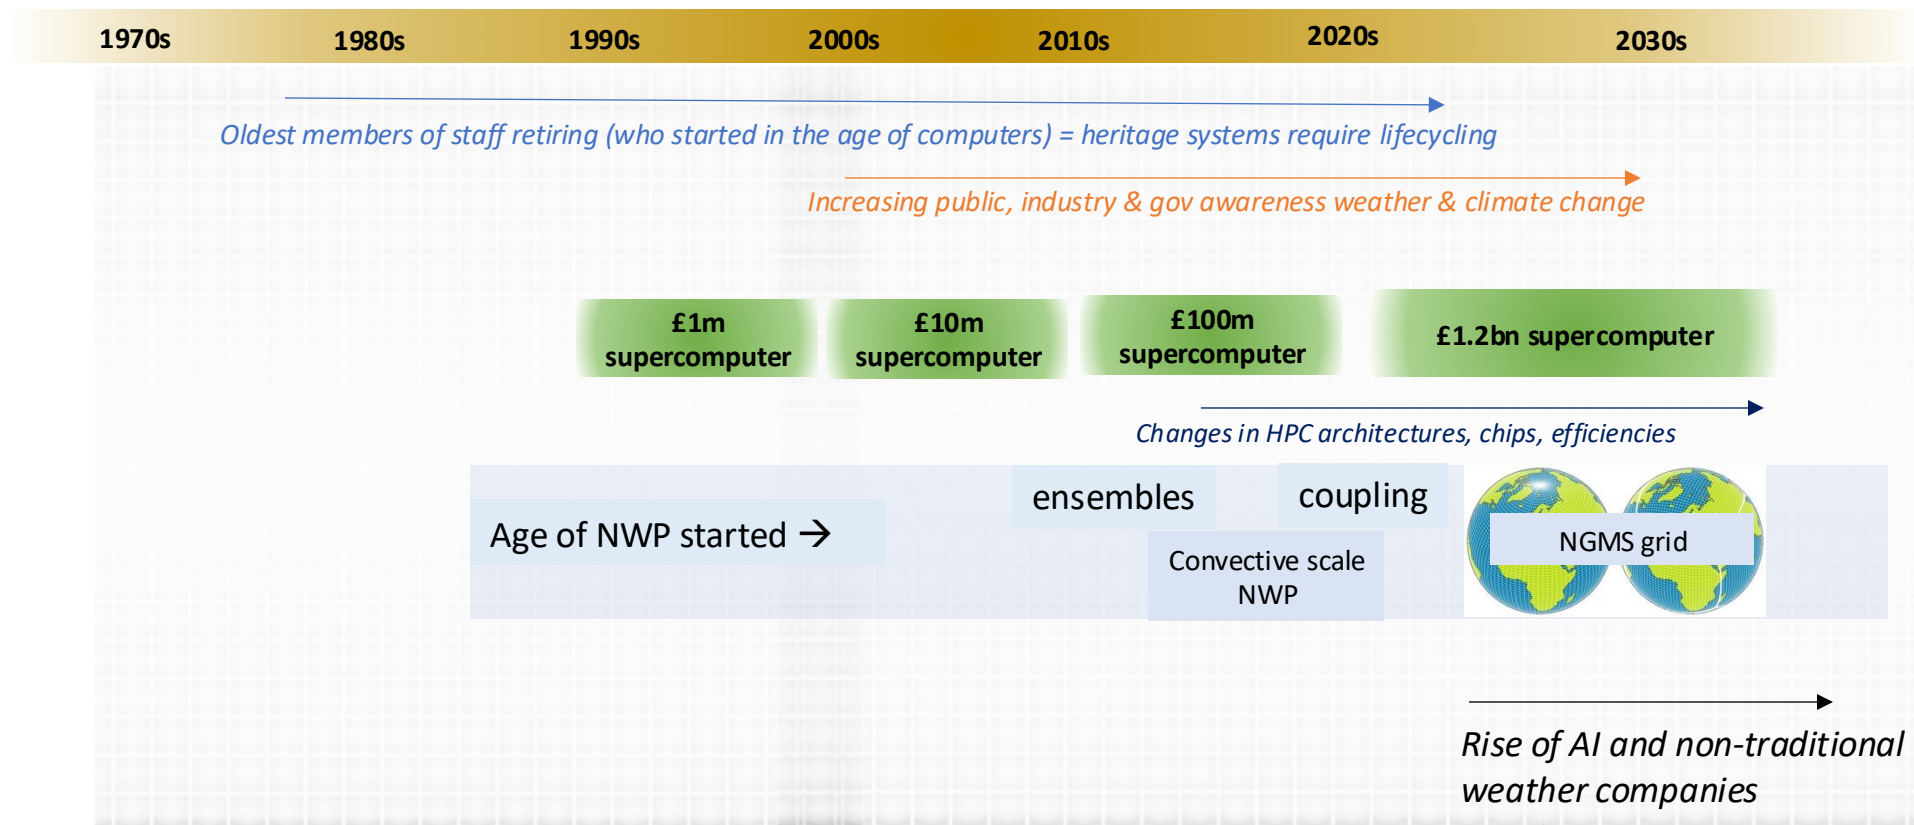 1970s 1980s 1990s 2000s 2010s 2020s 2030s
Oldest members of staff retiring (who started in the age of computers) = heritage systems require lifecycling
Increasing public, industry & gov awareness weather & climate change
£1m
supercomputer
£10m
supercomputer
£100m
supercomputer
£1.2bn supercomputer
Changes in HPC architectures, chips, efficiencies
Age of NWP started →
ensembles
Convective scale
NWP
coupling
NGMS grid
Rise of AI and non-traditional
weather companies